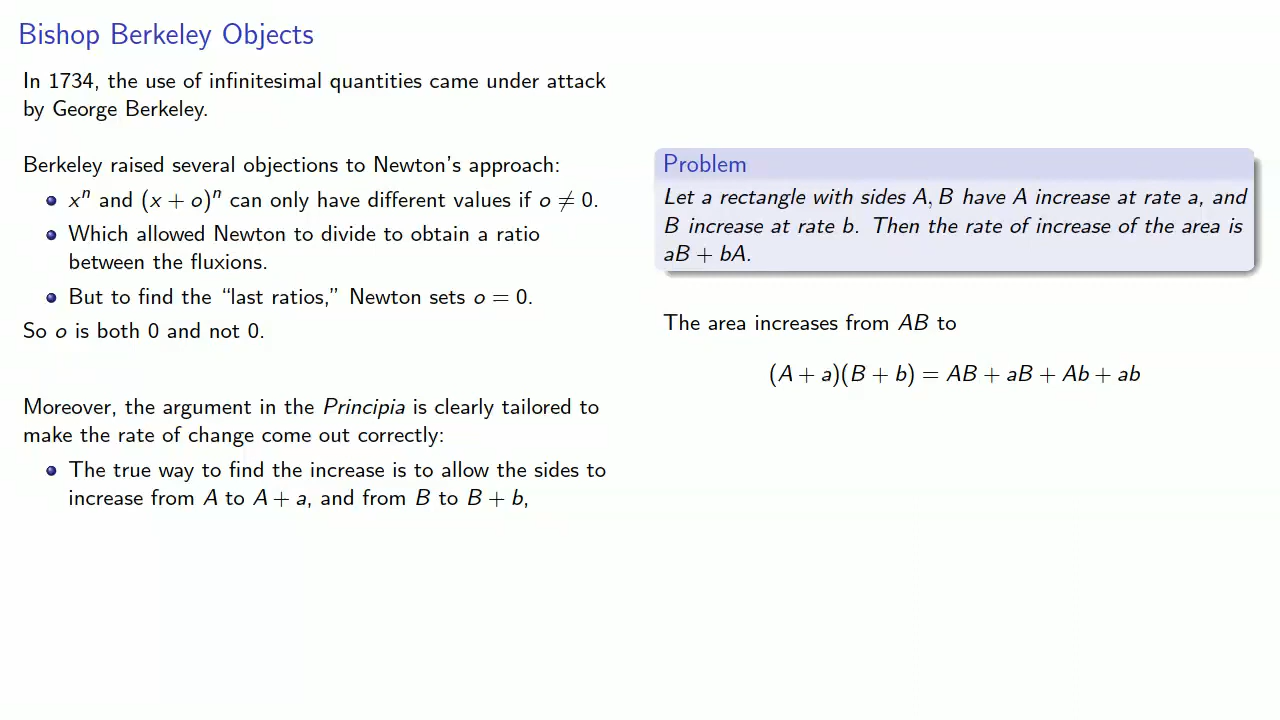 Bishop Berkeley Objects
In 1734, the use of infinitesimal quantities came under attack
by George Berkeley.
Berkeley raised several objections to Newton's approach:
• xⁿ and (x + o)ⁿ can only have different values if o ≠ 0.
• Which allowed Newton to divide to obtain a ratio
between the fluxions.
• But to find the "last ratios," Newton sets o = 0.
So o is both 0 and not 0.
Moreover, the argument in the Principia is clearly tailored to
make the rate of change come out correctly:
• The true way to find the increase is to allow the sides to
increase from A to A + a, and from B to B + b,
Problem
Let a rectangle with sides A, B have A increase at rate a, and
B increase at rate b. Then the rate of increase of the area is
aB + bA.
The area increases from AB to
(A + a)(B + b) = AB + aB + Ab + ab